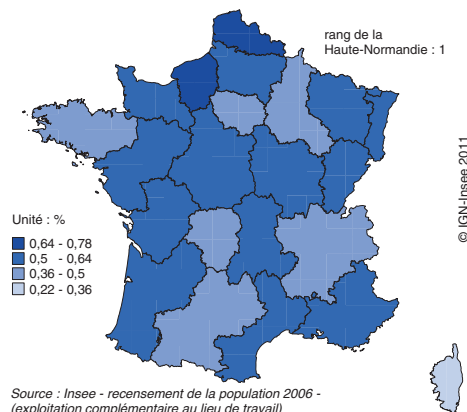 rang de la
Haute-Normandie : 1
© IGN-Insee 2011
Unité : %
0,64 - 0,78
0,5 - 0,64
0,36 - 0,5
0,22 - 0,36
Source : Insee - recensement de la population 2006 -
(exploitation complémentaire au lieu de travail)